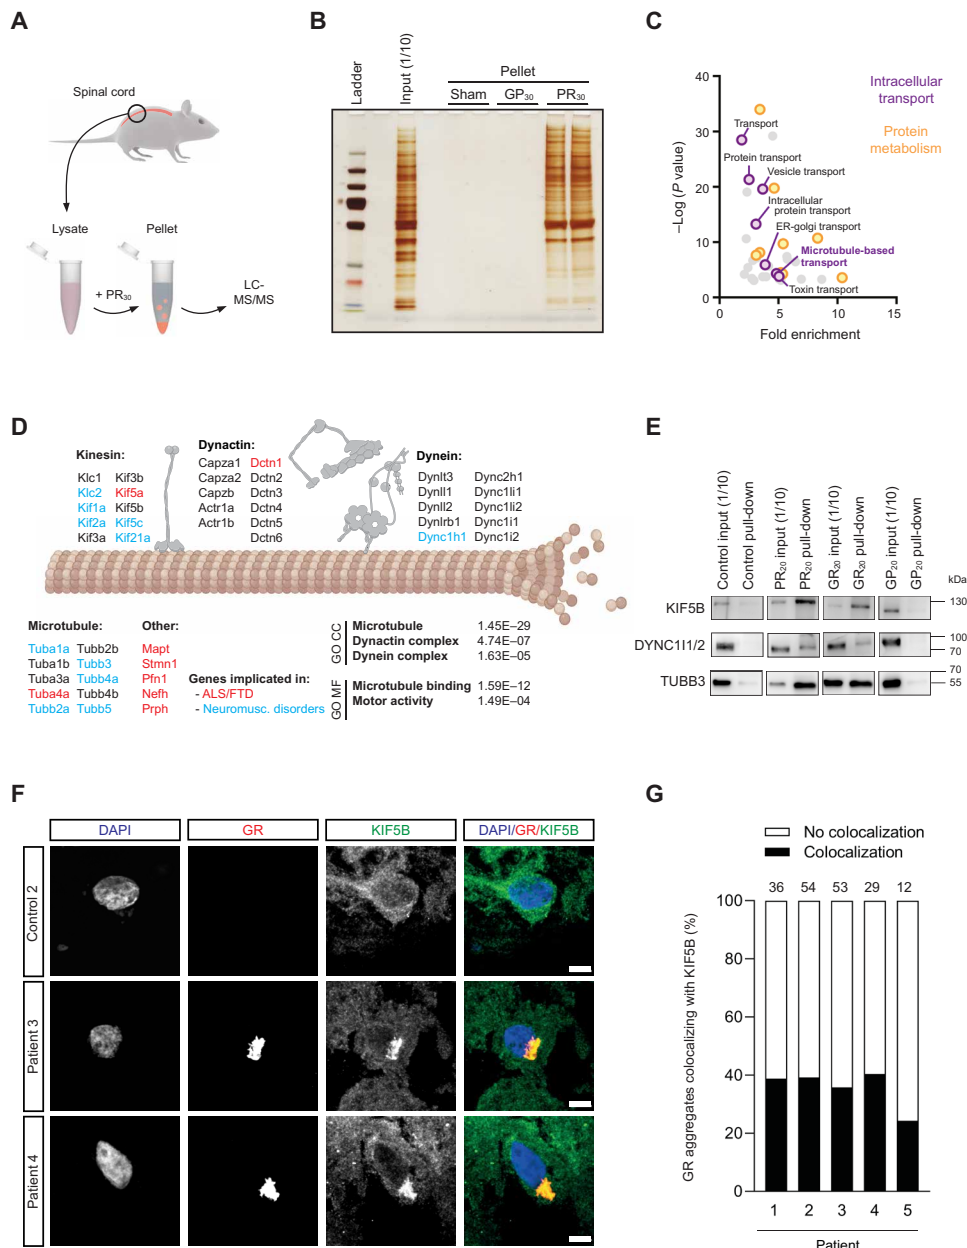 A
Spinal cord
Lysate
Pellet
+ PR30
LC-
MS/MS
B
Ladder
Input (1/10)
Pellet
Sham GP30 PR30
C
Intracellular
transport
Protein
metabolism
–Log (P value)
40
30
20
10
0
0 5 10 15
Fold enrichment
Transport
Protein transport
Vesicle transport
Intracellular
protein transport
ER-golgi transport
Microtubule-based
transport
Toxin transport
D
Kinesin:
Klc1 Kif3b
Klc2 Kif5a
Kif1a Kif5b
Kif2a Kif5c
Kif3a Kif21a
Dynactin:
Capza1 Dctn1
Capza2 Dctn2
Capzb Dctn3
Actr1a Dctn4
Actr1b Dctn5
Dctn6
Dynein:
Dynlt3 Dync2h1
Dynll1 Dync1li1
Dynll2 Dync1li2
Dynlrb1 Dync1i1
Dync1h1 Dync1i2
Microtubule:
Tuba1a Tubb2b
Tuba1b Tubb3
Tuba3a Tubb4a
Tuba4a Tubb4b
Tubb2a Tubb5
Other:
Mapt
Stmn1
Pfn1
Nefh
Prph
Genes implicated in:
- ALS/FTD
- Neuromusc. disorders
GO CC
Microtubule 1.45E–29
Dynactin complex 4.74E–07
Dynein complex 1.63E–05
GO MF
Microtubule binding 1.59E–12
Motor activity 1.49E–04
E
Control input (1/10)
Control pull-down
PR20 input (1/10)
PR20 pull-down
GR20 input (1/10)
GR20 pull-down
GP20 input (1/10)
GP20 pull-down
kDa
KIF5B
130
DYNC1I1/2
100
70
TUBB3
70
55
F
DAPI GR KIF5B DAPI/GR/KIF5B
Control 2
Patient 3
Patient 4
G
No colocalization
Colocalization
36 54 53 29 12
GR aggregates colocalizing with KIF5B (%)
100
80
60
40
20
0
1 2 3 4 5
Patient